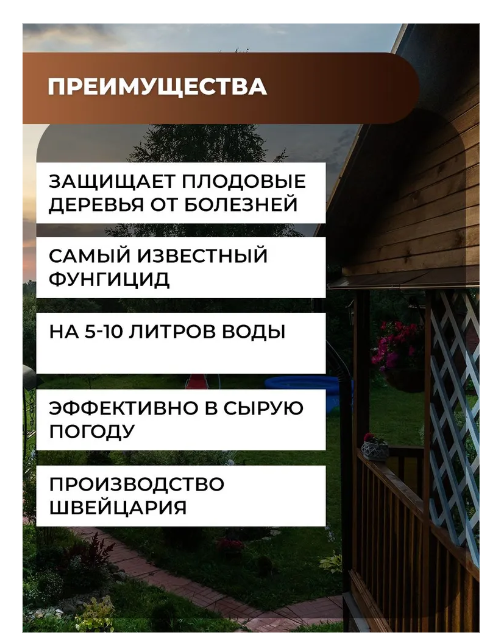 ПРЕИМУЩЕСТВА
ЗАЩИЩАЕТ ПЛОДОВЫЕ
ДЕРЕВЬЯ ОТ БОЛЕЗНЕЙ
САМЫЙ ИЗВЕСТНЫЙ
ФУНГИЦИД
НА 5-10 ЛИТРОВ ВОДЫ
ЭФФЕКТИВНО В СЫРУЮ
ПОГОДУ
ПРОИЗВОДСТВО
ШВЕЙЦАРИЯ